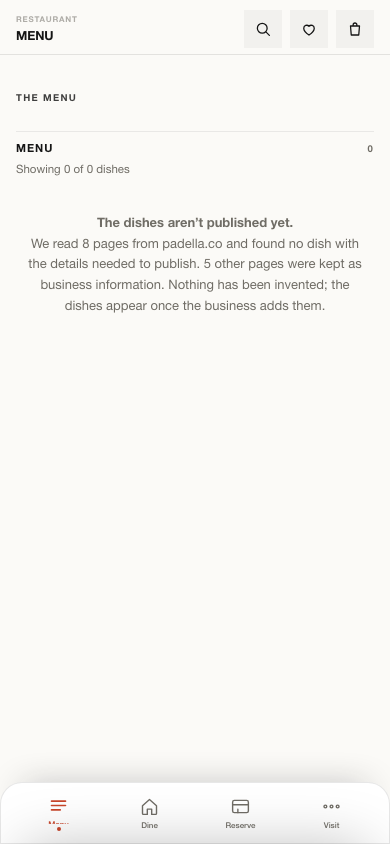 RESTAURANT
MENU
THE MENU
MENU 0
Showing 0 of 0 dishes
The dishes aren't published yet.
We read 8 pages from padella.co and found no dish with
the details needed to publish. 5 other pages were kept as
business information. Nothing has been invented; the
dishes appear once the business adds them.
Dine Reserve Visit